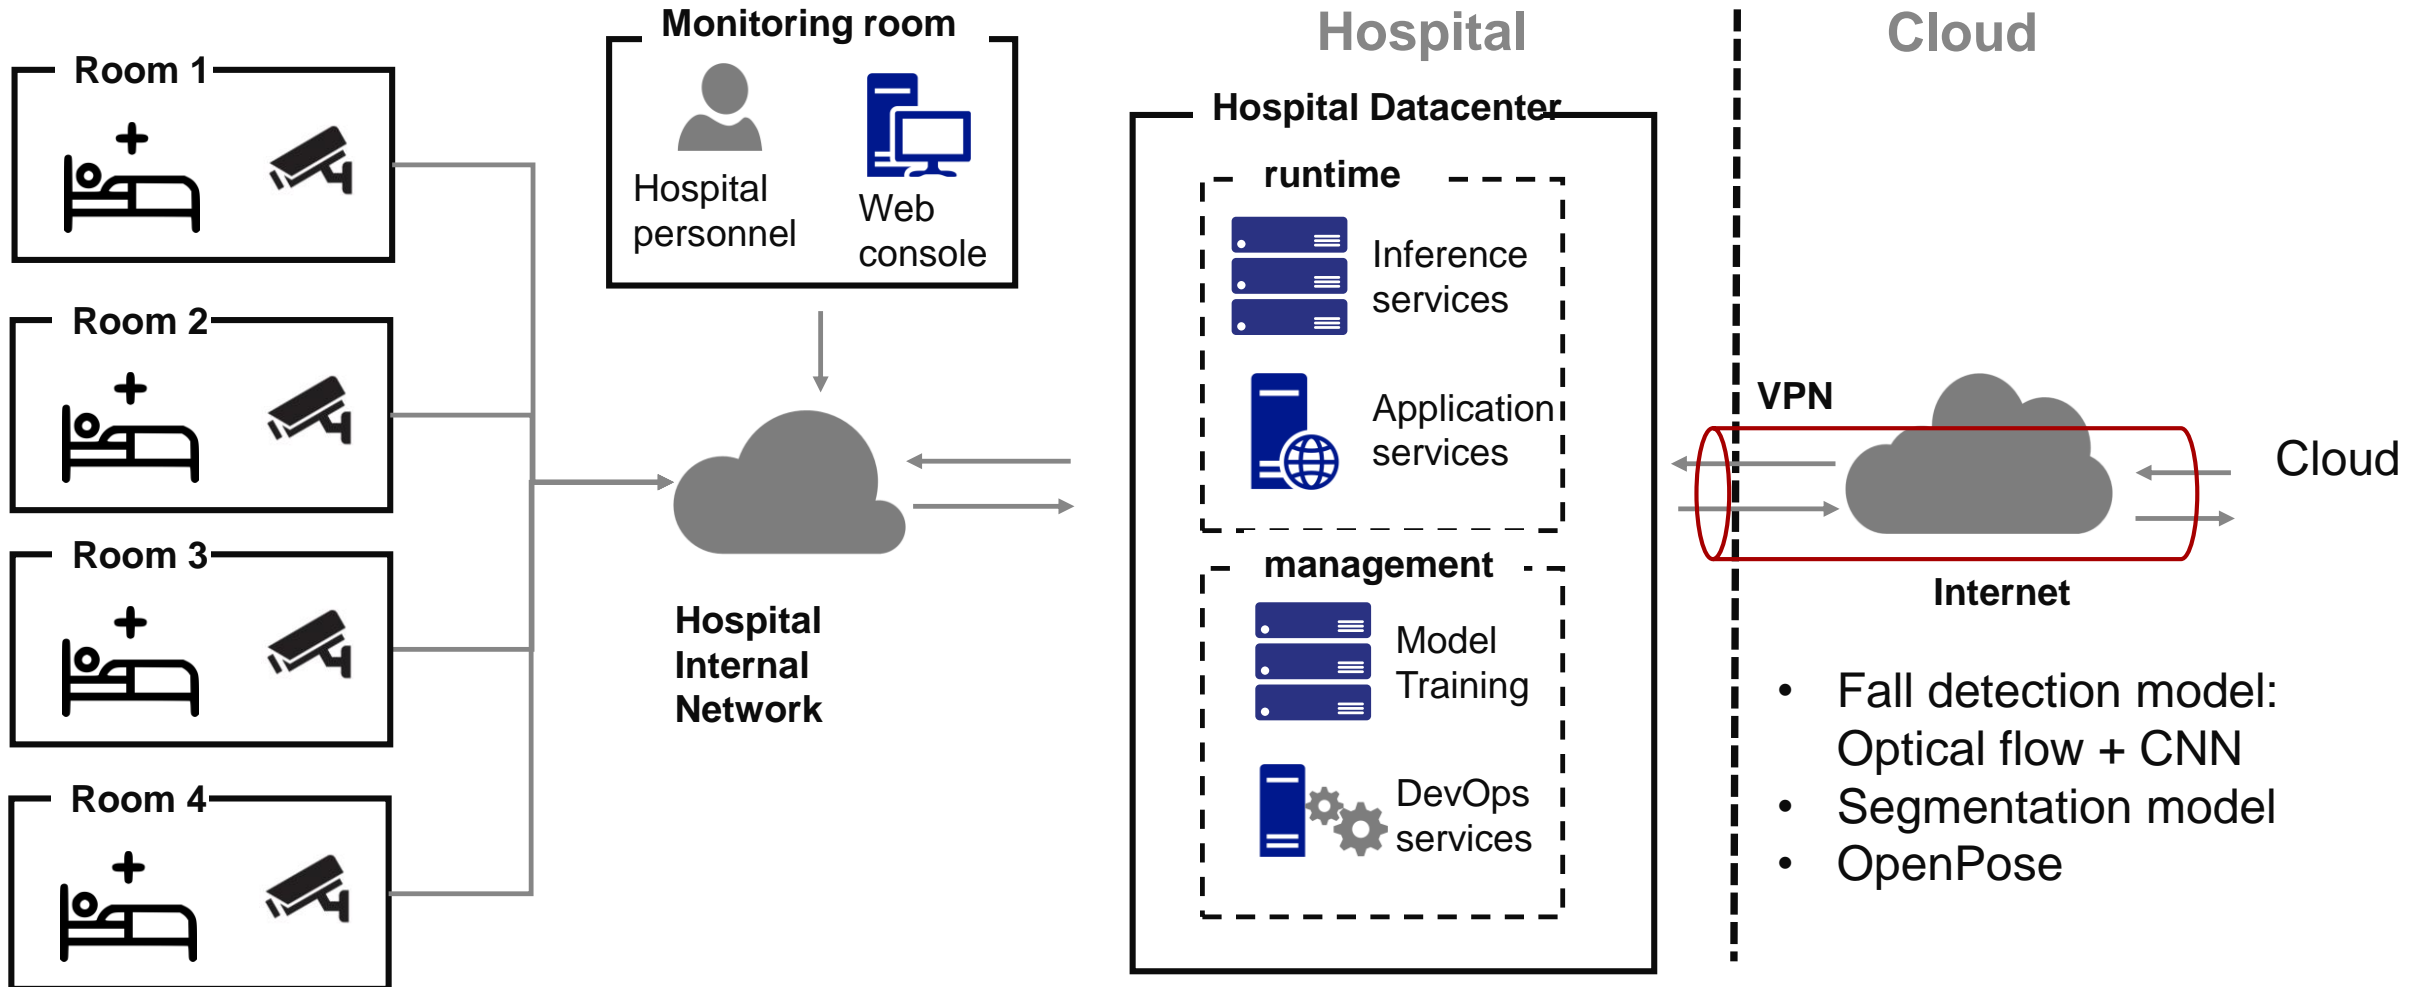 Room 1
Room 2
Room 3
Room 4
Monitoring room
Hospital
personnel
Web
console
Hospital
Internal
Network
Hospital
Hospital Datacenter
runtime
Inference
services
Application
services
management
Model
Training
DevOps
services
Cloud
VPN
Cloud
Internet
• Fall detection model:
Optical flow + CNN
• Segmentation model
• OpenPose